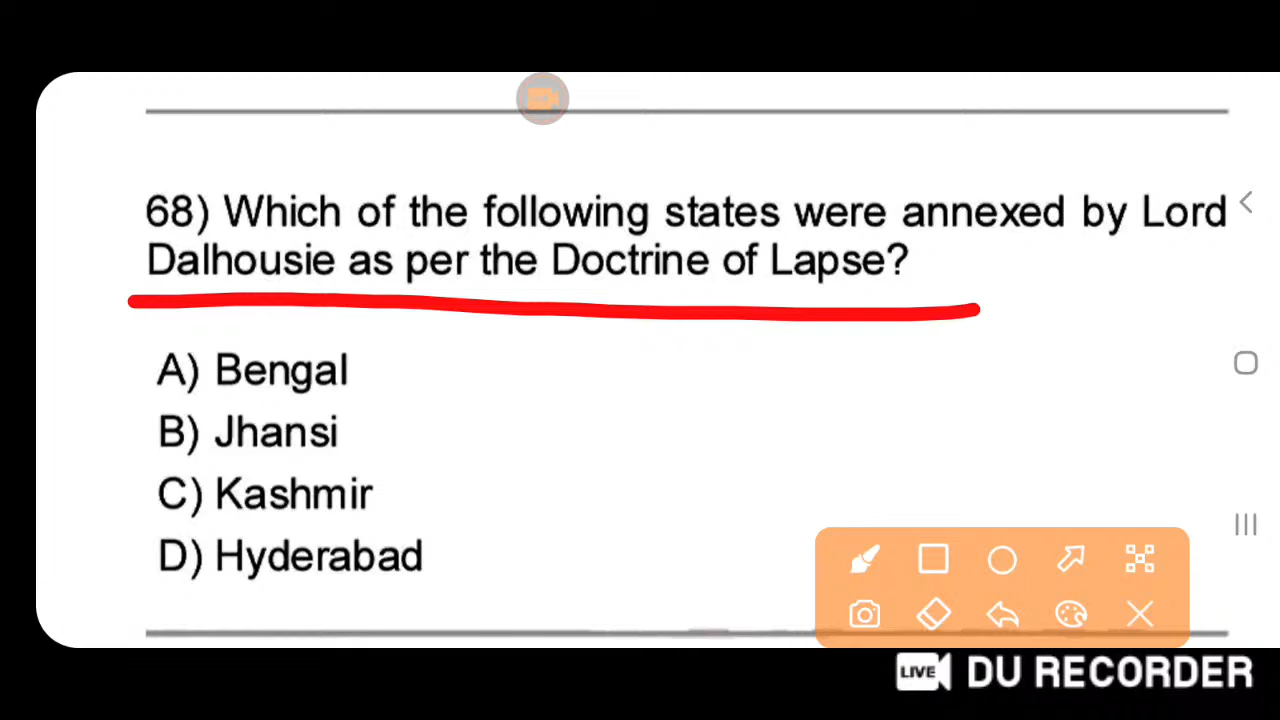 68) Which of the following states were annexed by Lord
Dalhousie as per the Doctrine of Lapse?
A) Bengal
B) Jhansi
C) Kashmir
D) Hyderabad
LIVE DU RECORDER